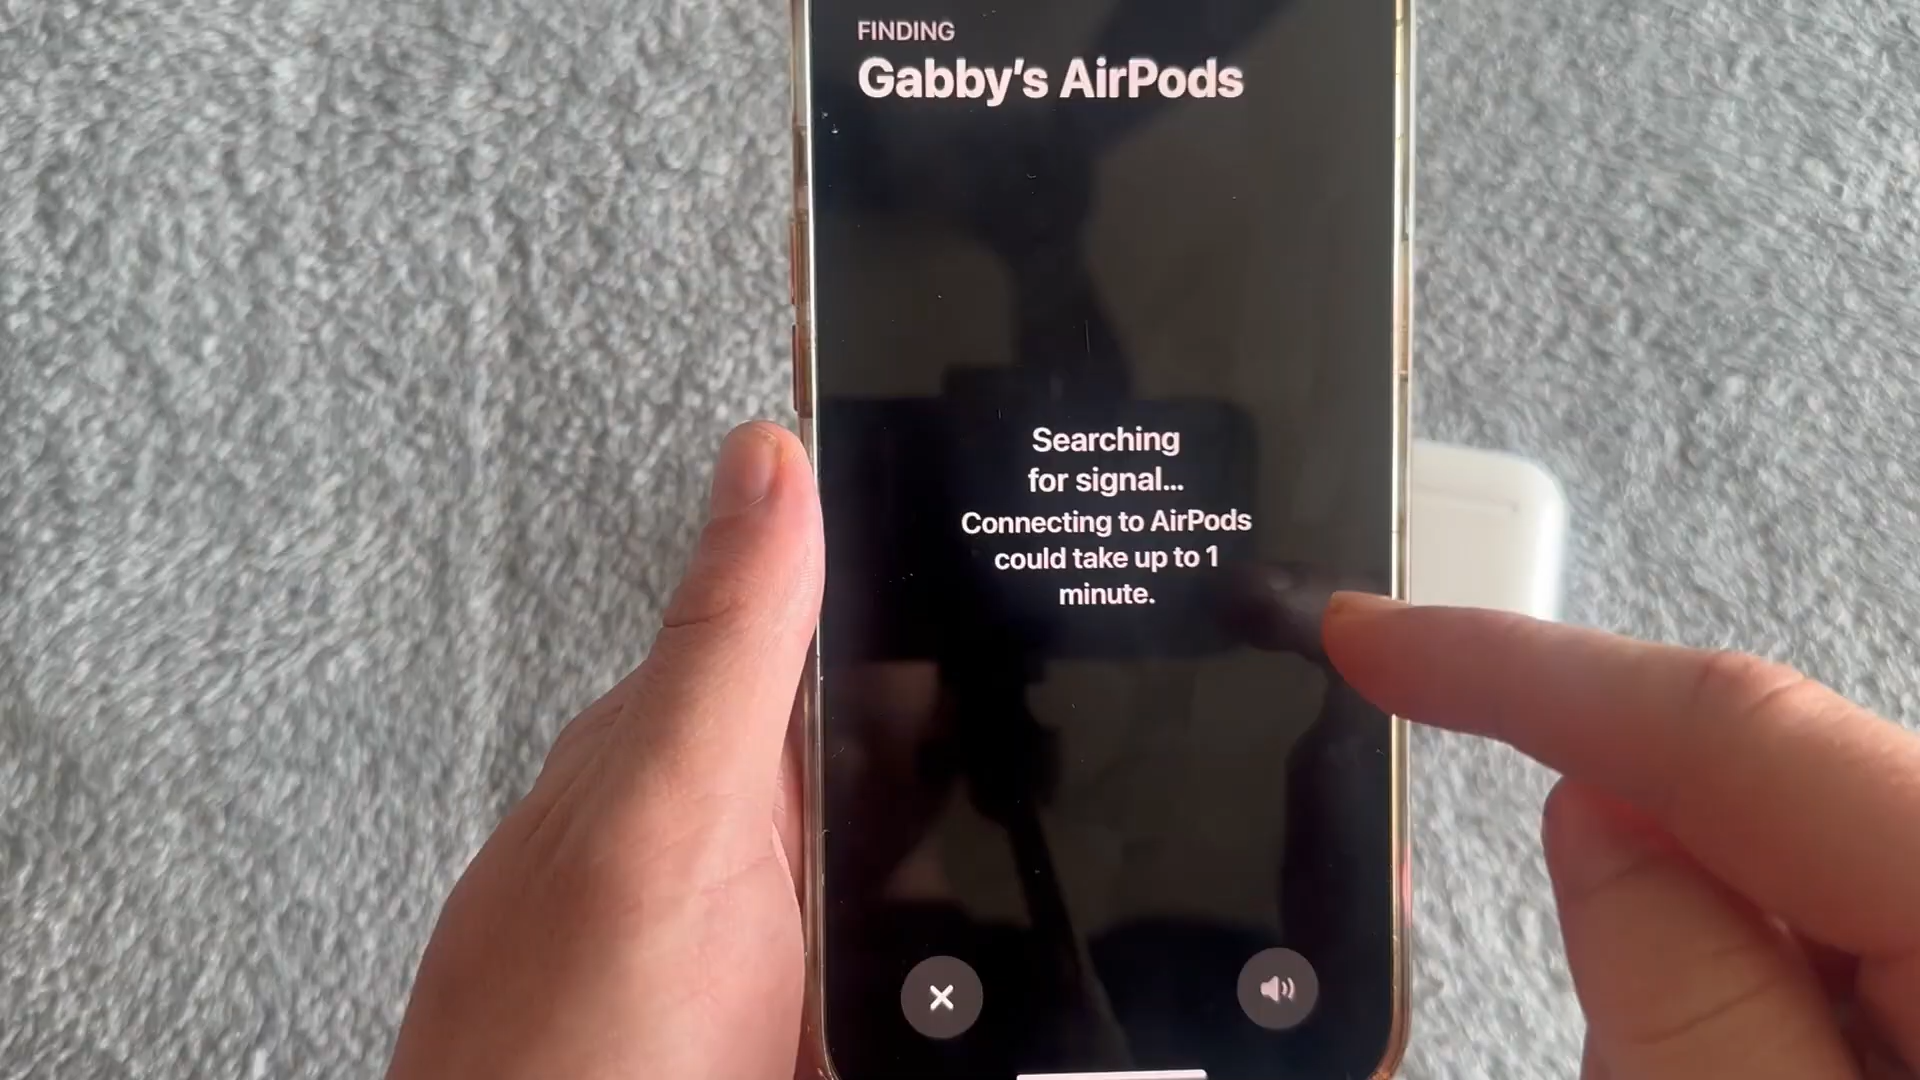 FINDING
Gabby's AirPods
Searching
for signal...
Connecting to AirPods
could take up to 1
minute.